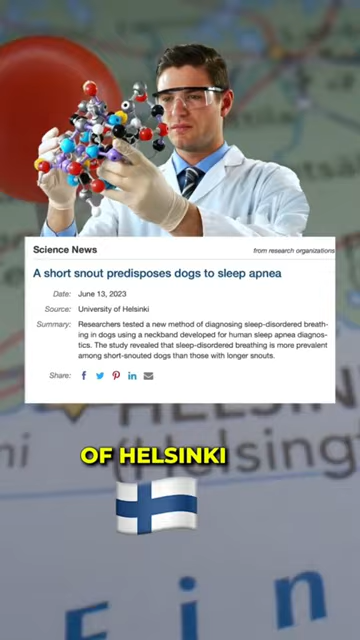 Science News
from research organizations
A short snout predisposes dogs to sleep apnea
Date: June 13, 2023
Source: University of Helsinki
Summary: Researchers tested a new method of diagnosing sleep-disordered breath-
ing in dogs using a neckband developed for human sleep apnea diagnos-
tics. The study revealed that sleep-disordered breathing is more prevalent
among short-snouted dogs than those with longer snouts.
Share:
OF HELSINKI